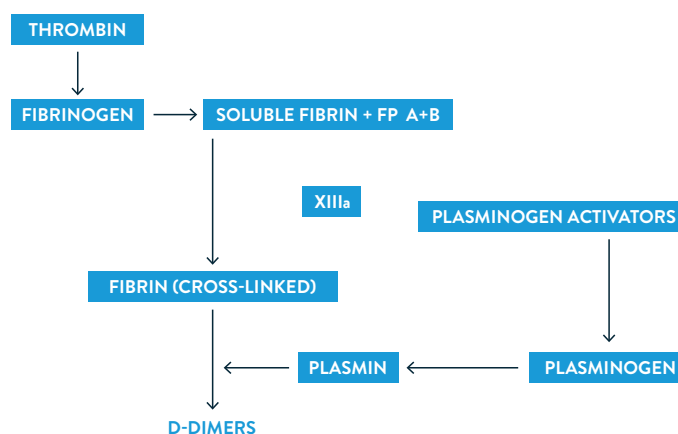 THROMBIN
FIBRINOGEN
SOLUBLE FIBRIN + FP A+B
XIIIa
PLASMINOGEN ACTIVATORS
FIBRIN (CROSS-LINKED)
PLASMIN
PLASMINOGEN
D-DIMERS